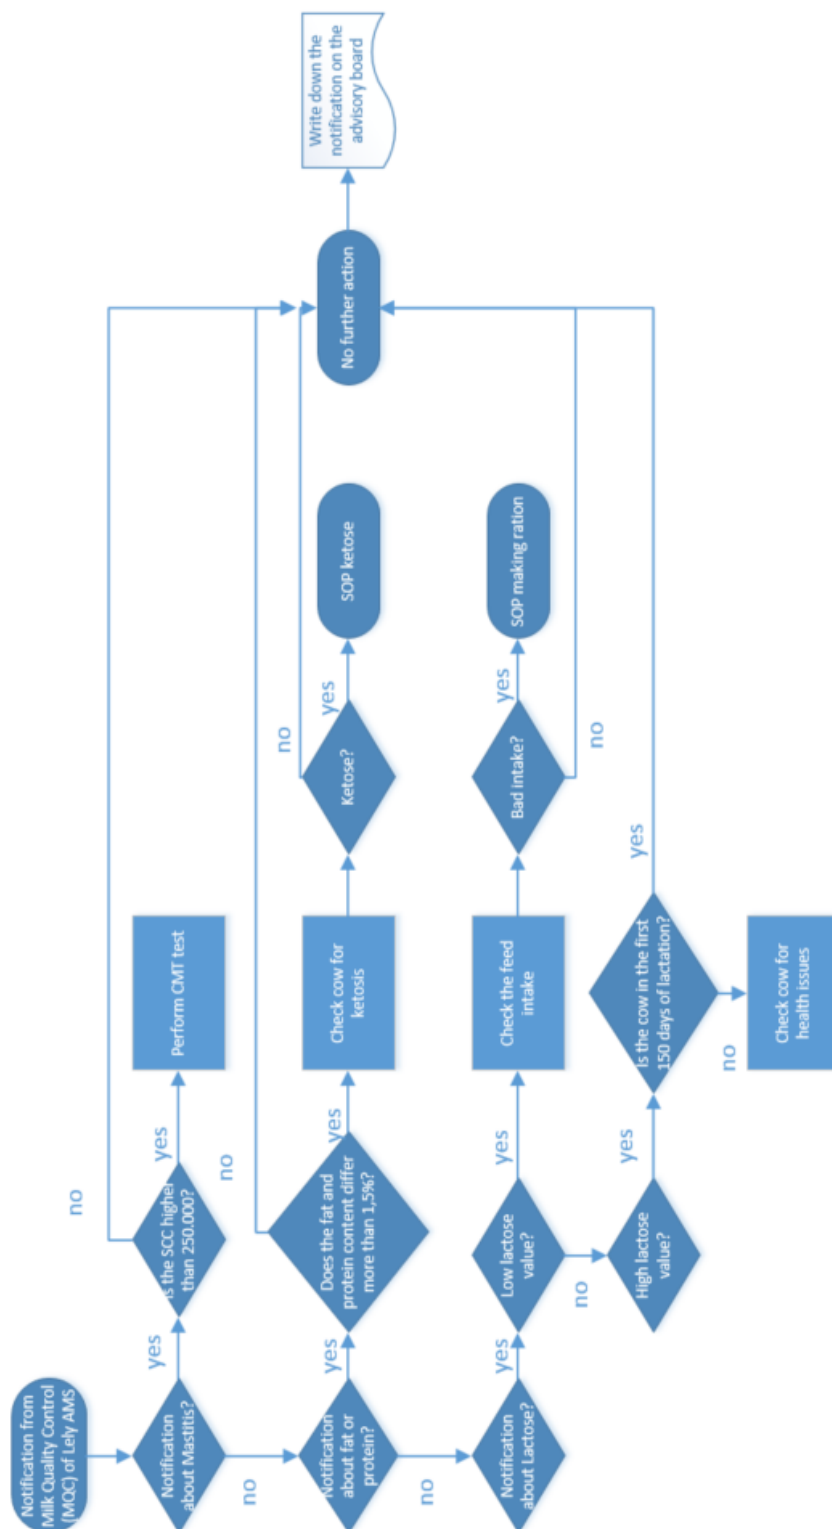 Notification from
Milk Quality Control
(MQC) of Lely AMS
Notification
about Mastitis?
yes
Is the SCC higher
than 250.000?
yes
Perform CMT test
no
no
Notification
about fat or
protein?
yes
Does the fat and
protein content differ
more than 1,5%?
yes
Check cow for
ketosis
Ketose?
yes
SOP ketose
no
no
No further action
Write down the
notification on the
advisory board
no
Notification
about Lactose?
yes
Low lactose
value?
yes
Check the feed
intake
Bad intake?
yes
SOP making ration
no
no
High lactose
value?
yes
Is the cow in the first
150 days of lactation?
yes
no
Check cow for
health issues